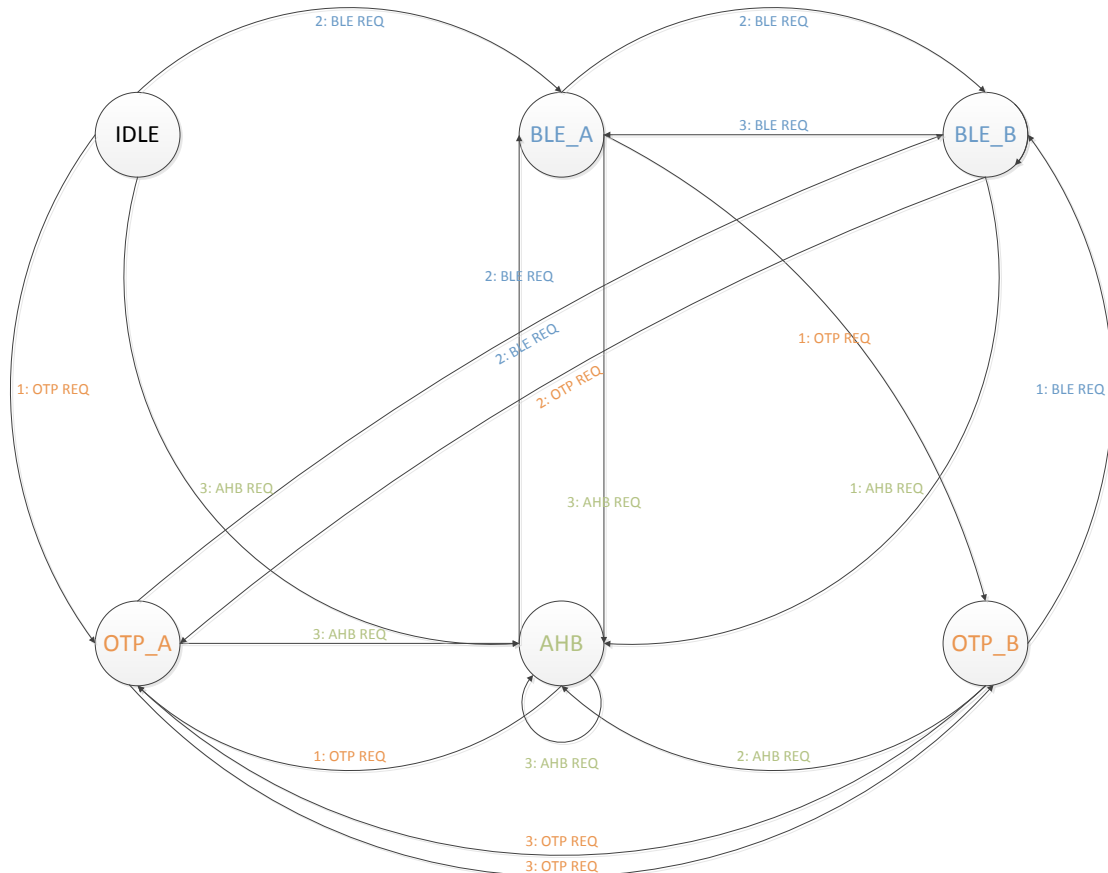 2: BLE REQ
2: BLE REQ
IDLE
BLE_A
3: BLE REQ
BLE_B
2: BLE REQ
2: BLE REQ
1: OTP REQ
2: OTP REQ
1: OTP REQ
1: BLE REQ
3: AHB REQ
3: AHB REQ
1: AHB REQ
OTP_A
3: AHB REQ
AHB
OTP_B
1: OTP REQ
3: AHB REQ
2: AHB REQ
3: OTP REQ
3: OTP REQ